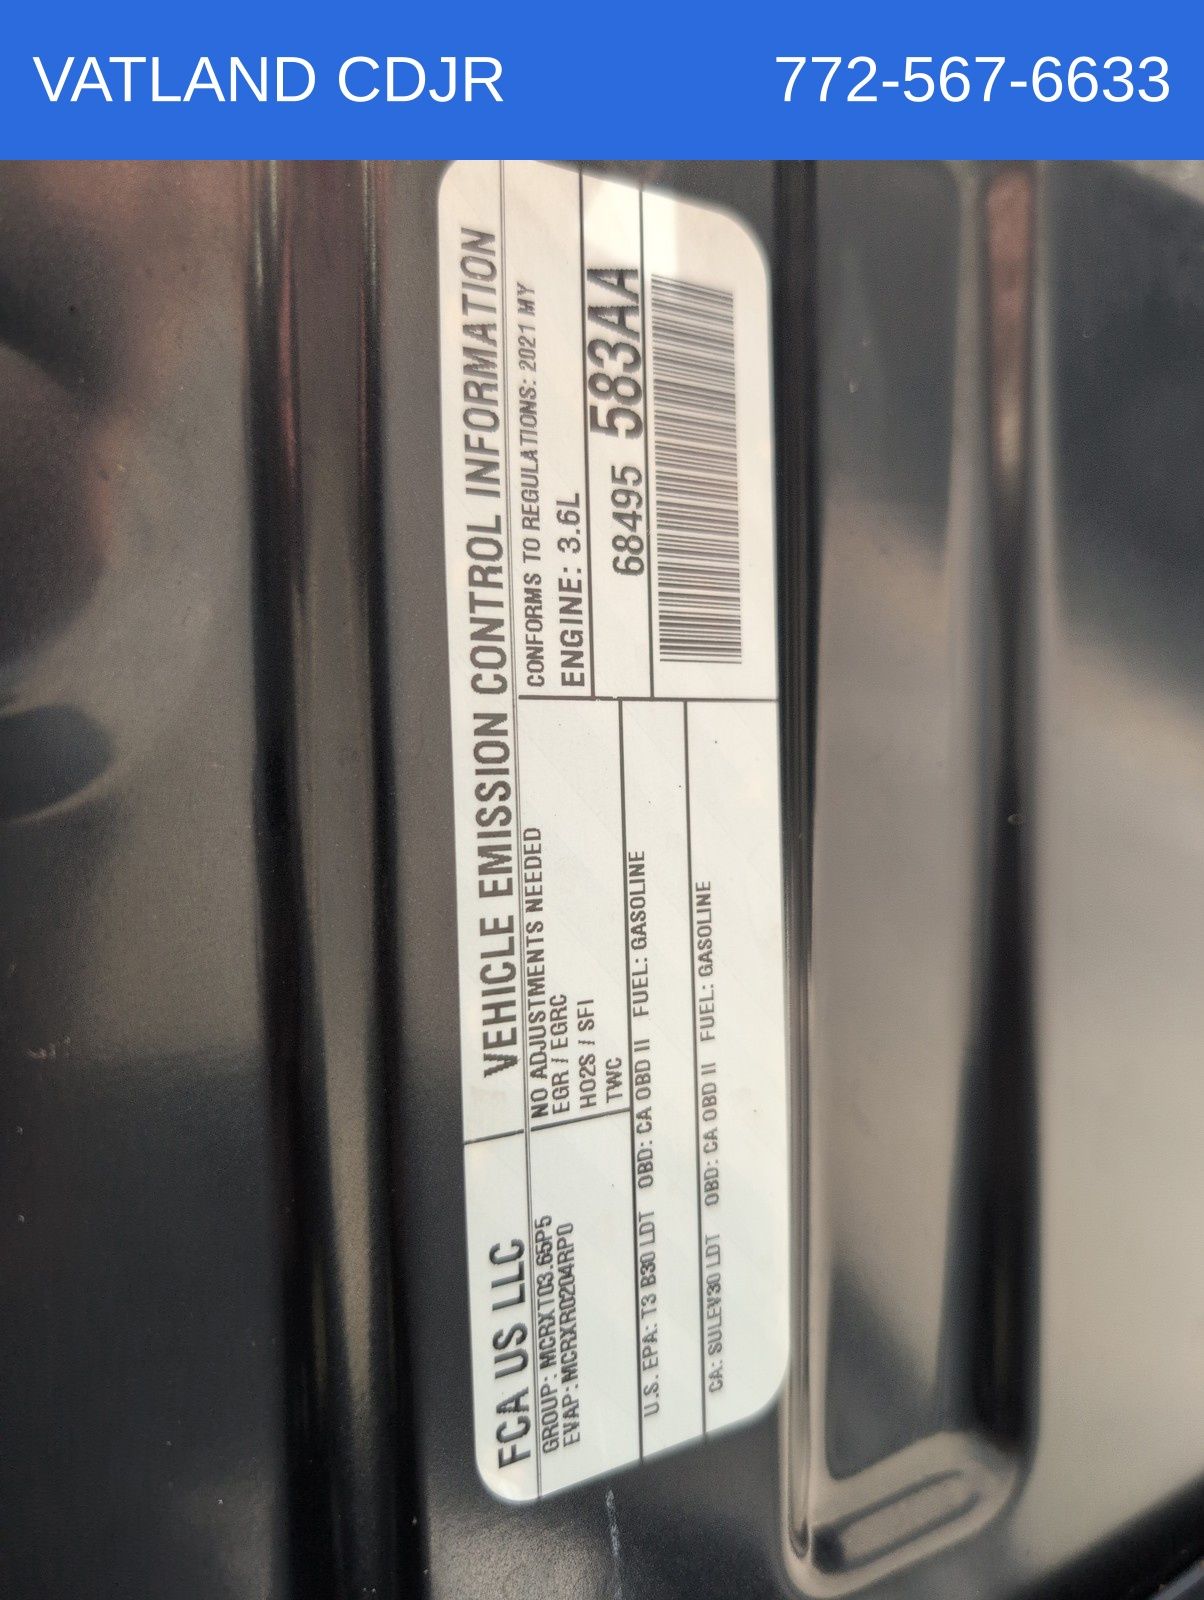 VATLAND CDJR
772-567-6633
FCA US LLC
VEHICLE EMISSION CONTROL INFORMATION
GROUP: MCRXT03.65P5
EVAP: MCRXR0204RP0
NO ADJUSTMENTS NEEDED
EGR / EGRC
HO2S / SFI
TWC
CONFORMS TO REGULATIONS: 2021 MY
ENGINE: 3.6L
68495 583AA
U.S. EPA: T3 B30 LDT OBD: CA OBD II FUEL: GASOLINE
CA: SULEV30 LDT OBD: CA OBD II FUEL: GASOLINE